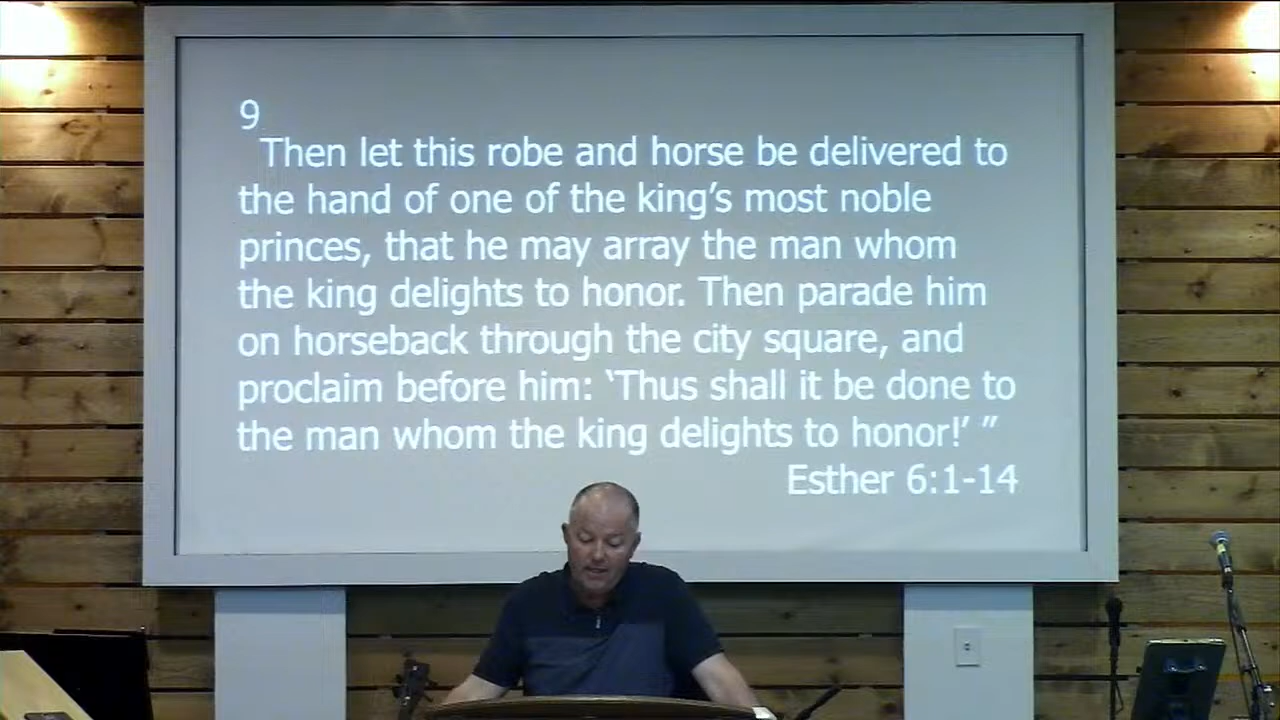 9
Then let this robe and horse be delivered to
the hand of one of the king’s most noble
princes, that he may array the man whom
the king delights to honor. Then parade him
on horseback through the city square, and
proclaim before him: ‘Thus shall it be done to
the man whom the king delights to honor!’ ”
Esther 6:1-14